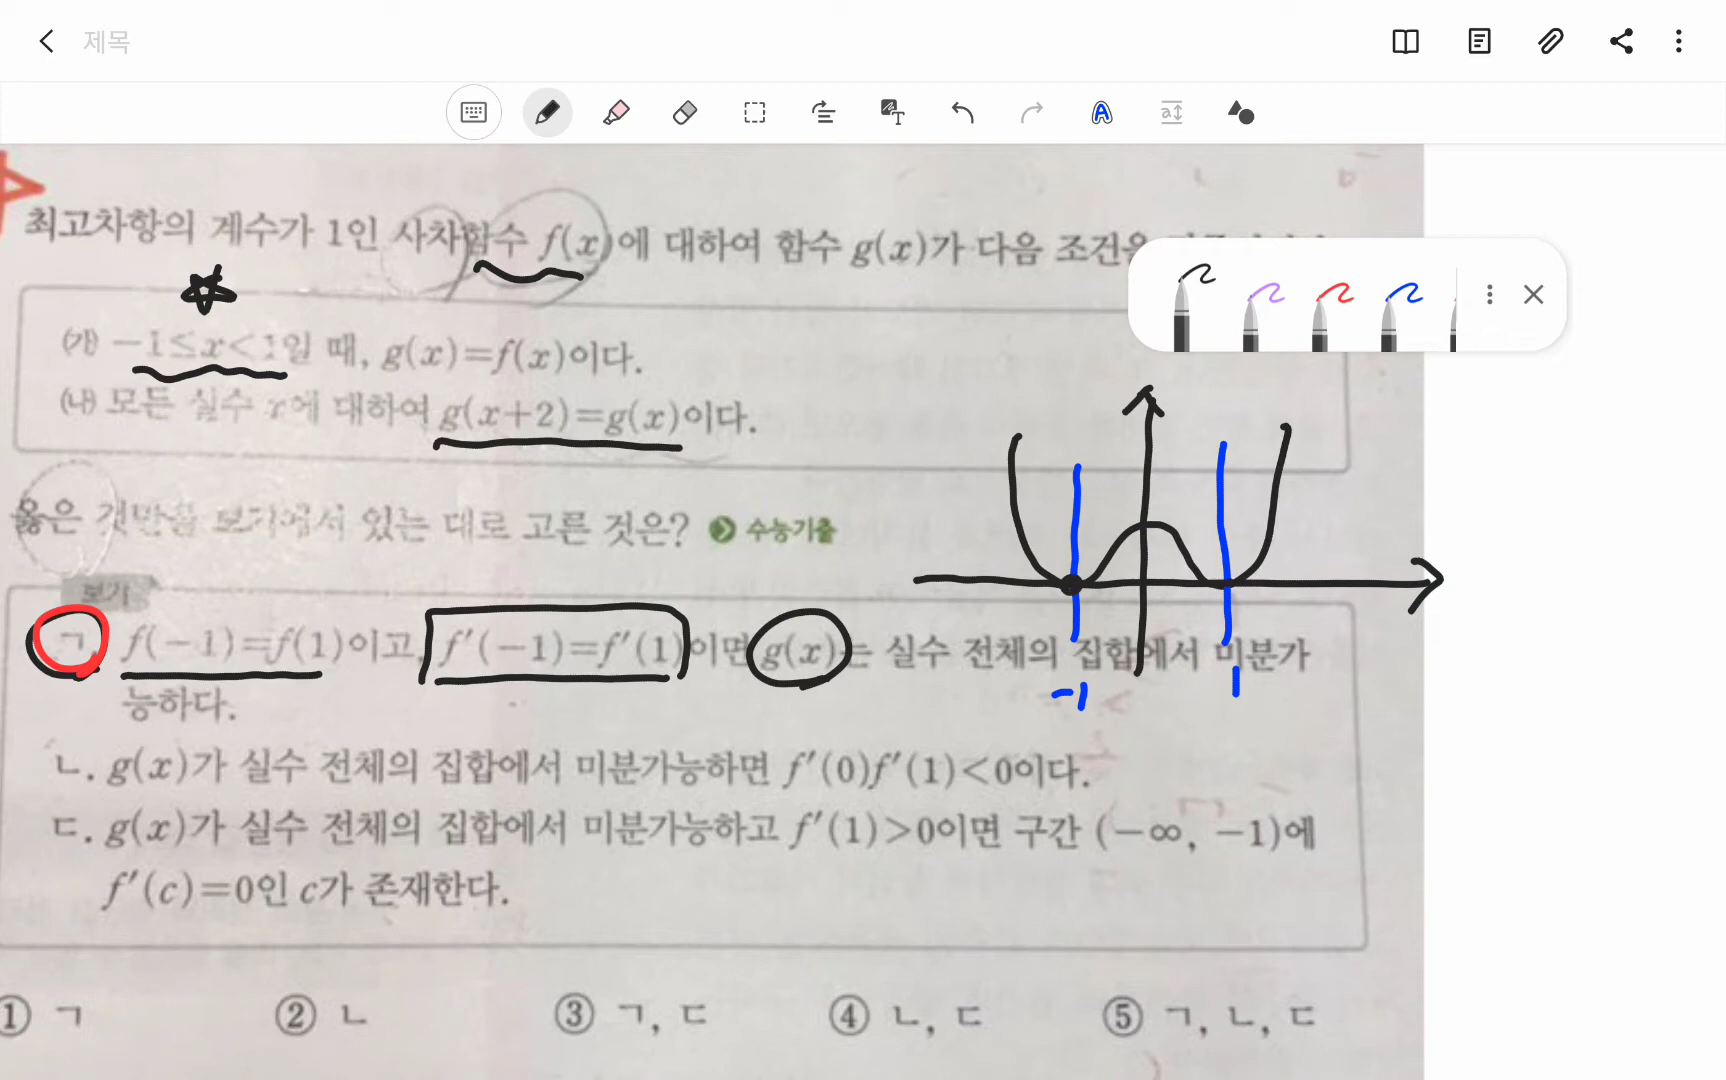 제목
최고차항의 계수가 1인 사차함수 f(x)에 대하여 함수 g(x)가 다음 조건을
(가) -1≤x<1일 때, g(x)=f(x)이다.
(나) 모든 실수 x에 대하여 g(x+2)=g(x)이다.
옳은 것만을 보기에서 있는 대로 고른 것은? 수능기출
보기
ㄱ. f(-1)=f(1)이고, f′(-1)=f′(1)이면 g(x)는 실수 전체의 집합에서 미분가
능하다.
-1 1
ㄴ. g(x)가 실수 전체의 집합에서 미분가능하면 f′(0)f′(1)<0이다.
ㄷ. g(x)가 실수 전체의 집합에서 미분가능하고 f′(1)>0이면 구간 (-∞, -1)에
f′(c)=0인 c가 존재한다.
① ㄱ ② ㄴ ③ ㄱ, ㄷ ④ ㄴ, ㄷ ⑤ ㄱ, ㄴ, ㄷ